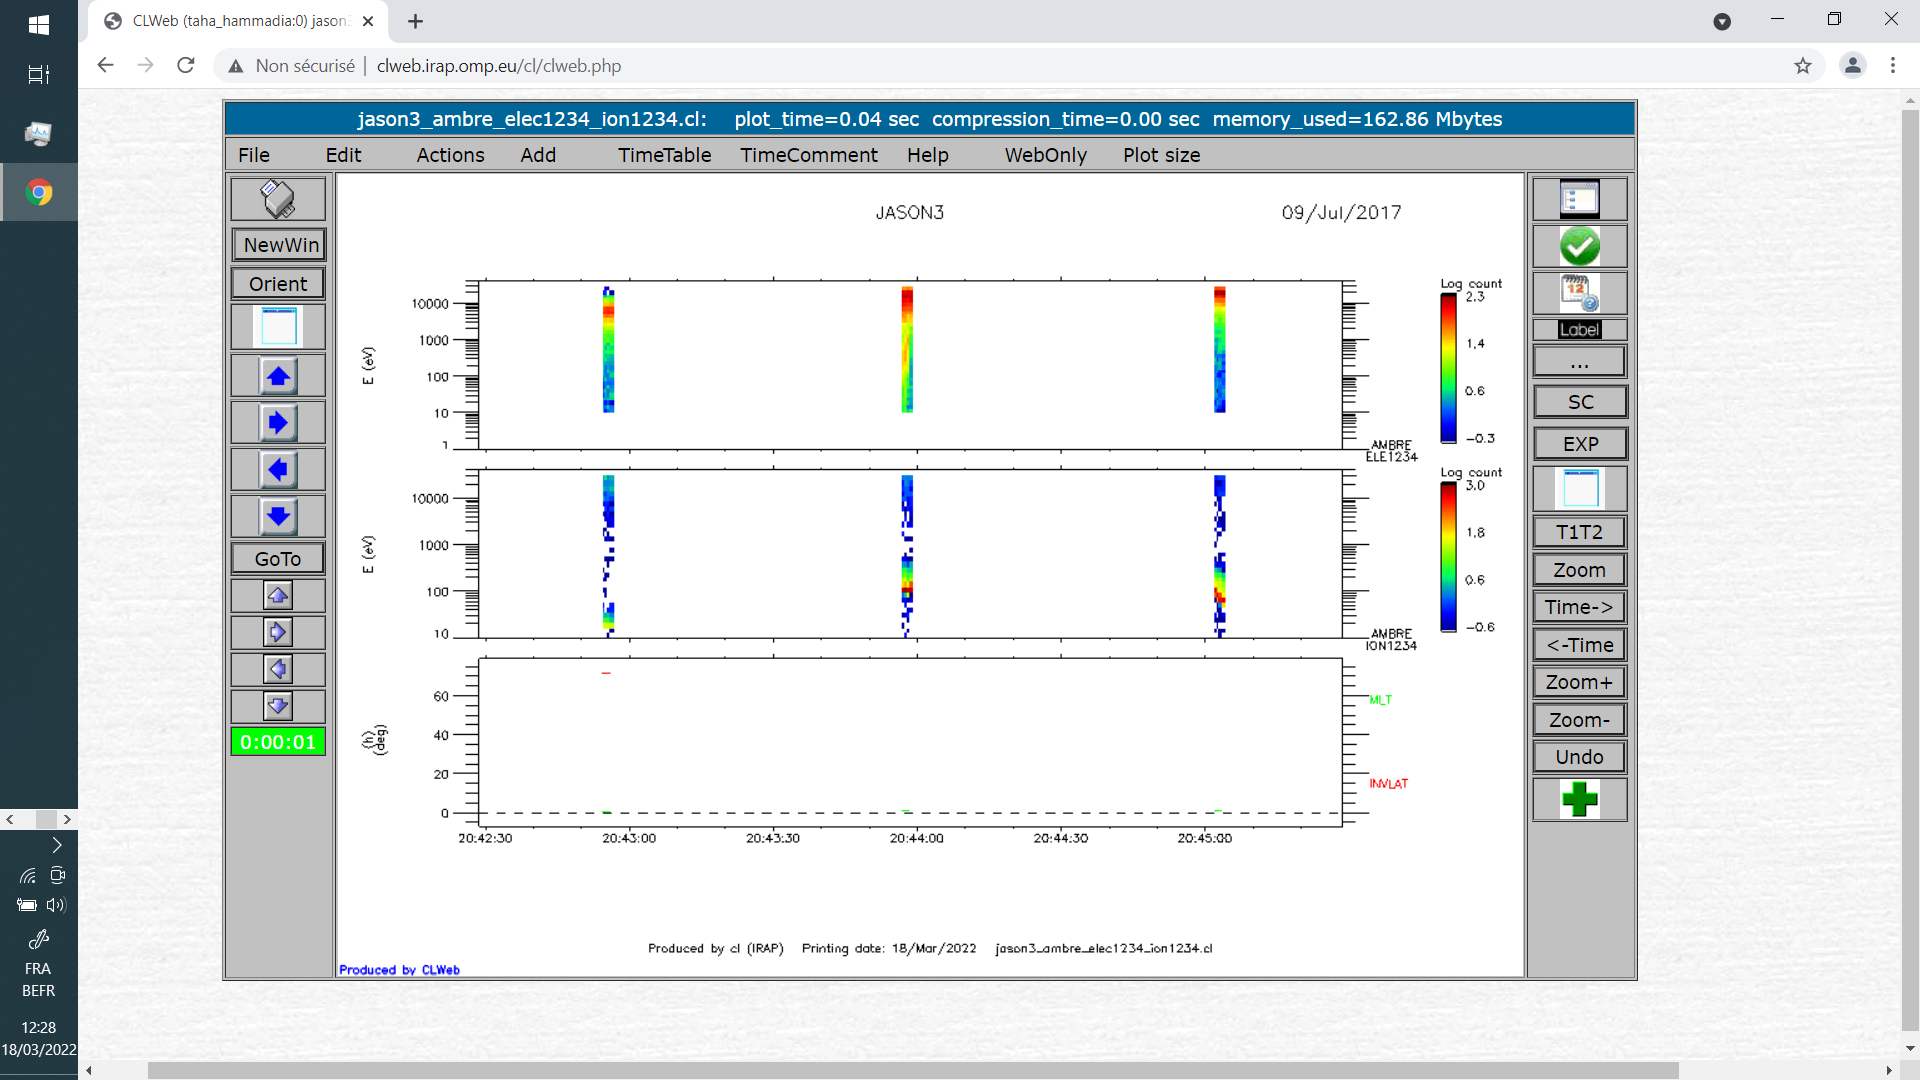 CLWeb (taha_hammadia:0) jason3
Non sécurisé | clweb.irap.omp.eu/cl/clweb.php
jason3_ambre_elec1234_ion1234.cl: plot_time=0.04 sec compression_time=0.00 sec memory_used=162.86 Mbytes
File Edit Actions Add TimeTable TimeComment Help WebOnly Plot size
NewWin
Orient
GoTo
0:00:01
JASON3 09/Jul/2017
E (eV)
10000
1000
100
10
1
Log count
2.3
1.4
0.6
-0.3
AMBRE
ELE1234
E (eV)
10000
1000
100
10
Log count
3.0
1.8
0.6
-0.6
AMBRE
ION1234
(h)
(deg)
60
40
20
0
MLT
INVLAT
20:42:30 20:43:00 20:43:30 20:44:00 20:44:30 20:45:00
Produced by cl (IRAP) Printing date: 18/Mar/2022 jason3_ambre_elec1234_ion1234.cl
Produced by CLWeb
12
Label
...
SC
EXP
T1T2
Zoom
Time->
<-Time
Zoom+
Zoom-
Undo
FRA
BEFR
12:28
18/03/2022